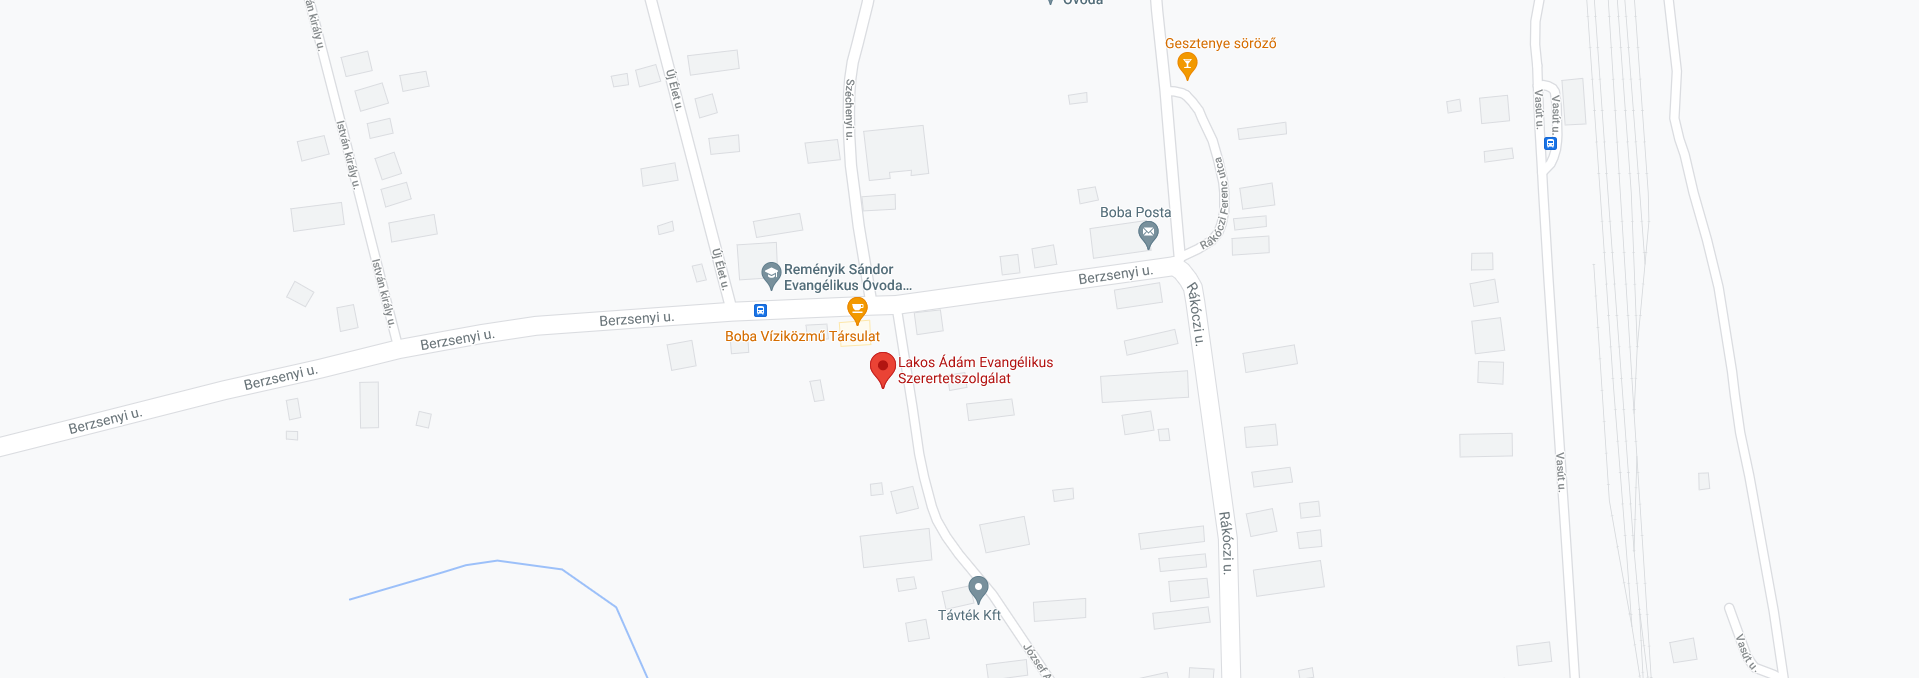 Óvoda
án király u.
Gesztenye söröző
Új Élet u.
Széchenyi u.
Vasút u.
Vasút u.
István király u.
Rákóczi Ferenc utca
Boba Posta
István király u.
Új Élet u.
Reményik Sándor
Evangélikus Óvoda...
Berzsenyi u.
Rákóczi u.
Berzsenyi u.
Berzsenyi u.
Boba Víziközmű Társulat
Lakos Ádám Evangélikus
Szerertetszolgálat
Berzsenyi u.
Berzsenyi u.
Vasút u.
Rákóczi u.
Távték Kft
József A
Vasút u.